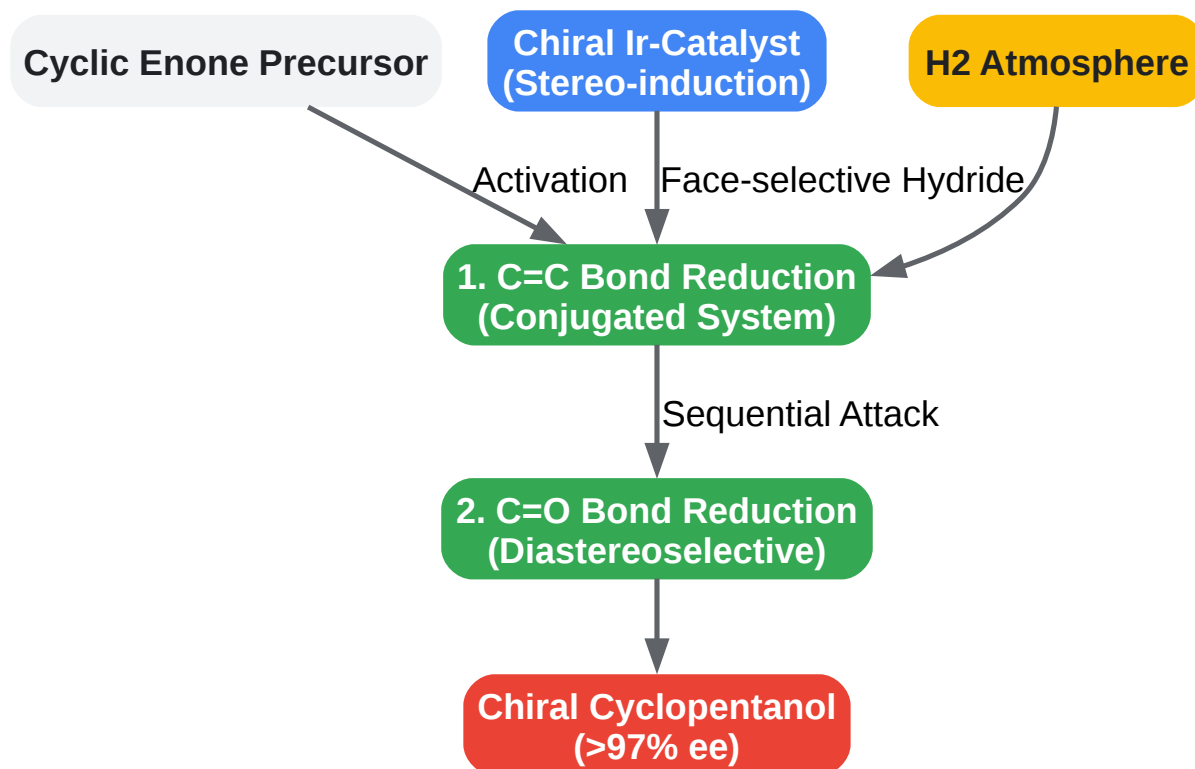 Cyclic Enone Precursor
Chiral Ir-Catalyst
(Stereo-induction)
H2 Atmosphere
Activation
Face-selective Hydride
1. C=C Bond Reduction
(Conjugated System)
Sequential Attack
2. C=O Bond Reduction
(Diastereoselective)
Chiral Cyclopentanol
(>97% ee)